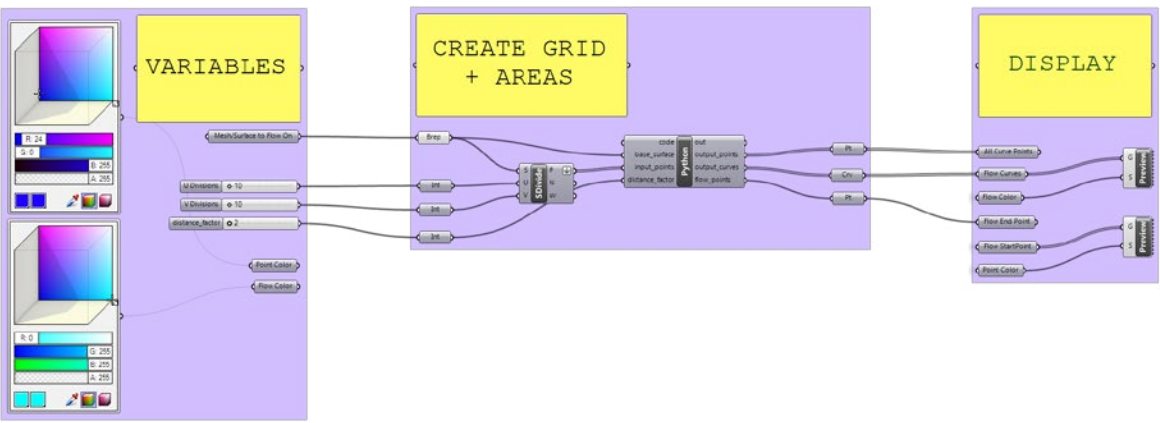 VARIABLES
CREATE GRID
+ AREAS
DISPLAY
R: 24
G: 0
B: 255
A: 255
R: 0
G: 255
B: 255
A: 255
Mesh/Surface to Flow On
U Divisions 10
V Divisions 10
distance_factor 2
Point Color
Flow Color
Brep
Int
Int
Int
S
U
V
SDivide
P
N
uv
code
base_surface
input_points
distance_factor
Python
out
output_points
output_curves
flow_points
Pt
Crv
Pt
All Curve Points
Flow Curves
Flow Color
Flow End Point
Flow StartPoint
Point Color
G
S
Preview
G
S
Preview